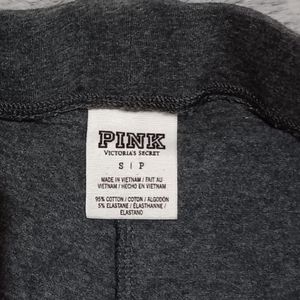 PINK
VICTORIA'S SECRET
S | P
MADE IN VIETNAM / FAIT AU
VIETNAM / HECHO EN VIETNAM
95% COTTON / COTON / ALGODÓN
5% ELASTANE / ÉLASTHANNE /
ELASTANO